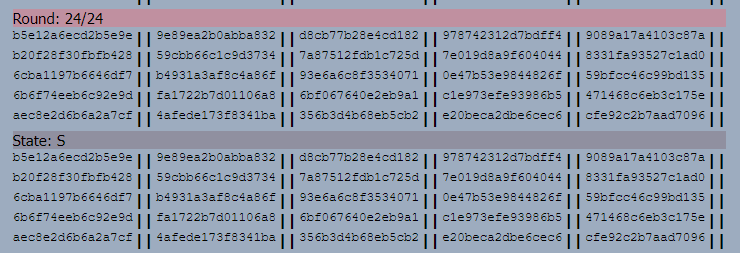 Round: 24/24
b5e12a6ecd2b5e9e || 9e89ea2b0abba832 || d8cb77b28e4cd182 || 978742312d7bdff4 || 9089a17a4103c87a
b20f28f30fbfb428 || 59cbb66c1c9d3734 || 7a87512fdb1c725d || 7e019d8a9f604044 || 8331fa93527c1ad0
6cba1197b6646df7 || b4931a3af8c4a86f || 93e6a6c8f3534071 || 0e47b53e9844826f || 59bfcc46c99bd135
6b6f74eeb6c92e9d || fa1722b7d01106a8 || 6bf067640e2eb9a1 || c1e973efe93986b5 || 471468c6eb3c175e
aec8e2d6b6a2a7cf || 4afede173f8341ba || 356b3d4b68eb5cb2 || e20beca2dbe6cec6 || cfe92c2b7aad7096
State: S
b5e12a6ecd2b5e9e || 9e89ea2b0abba832 || d8cb77b28e4cd182 || 978742312d7bdff4 || 9089a17a4103c87a
b20f28f30fbfb428 || 59cbb66c1c9d3734 || 7a87512fdb1c725d || 7e019d8a9f604044 || 8331fa93527c1ad0
6cba1197b6646df7 || b4931a3af8c4a86f || 93e6a6c8f3534071 || 0e47b53e9844826f || 59bfcc46c99bd135
6b6f74eeb6c92e9d || fa1722b7d01106a8 || 6bf067640e2eb9a1 || c1e973efe93986b5 || 471468c6eb3c175e
aec8e2d6b6a2a7cf || 4afede173f8341ba || 356b3d4b68eb5cb2 || e20beca2dbe6cec6 || cfe92c2b7aad7096